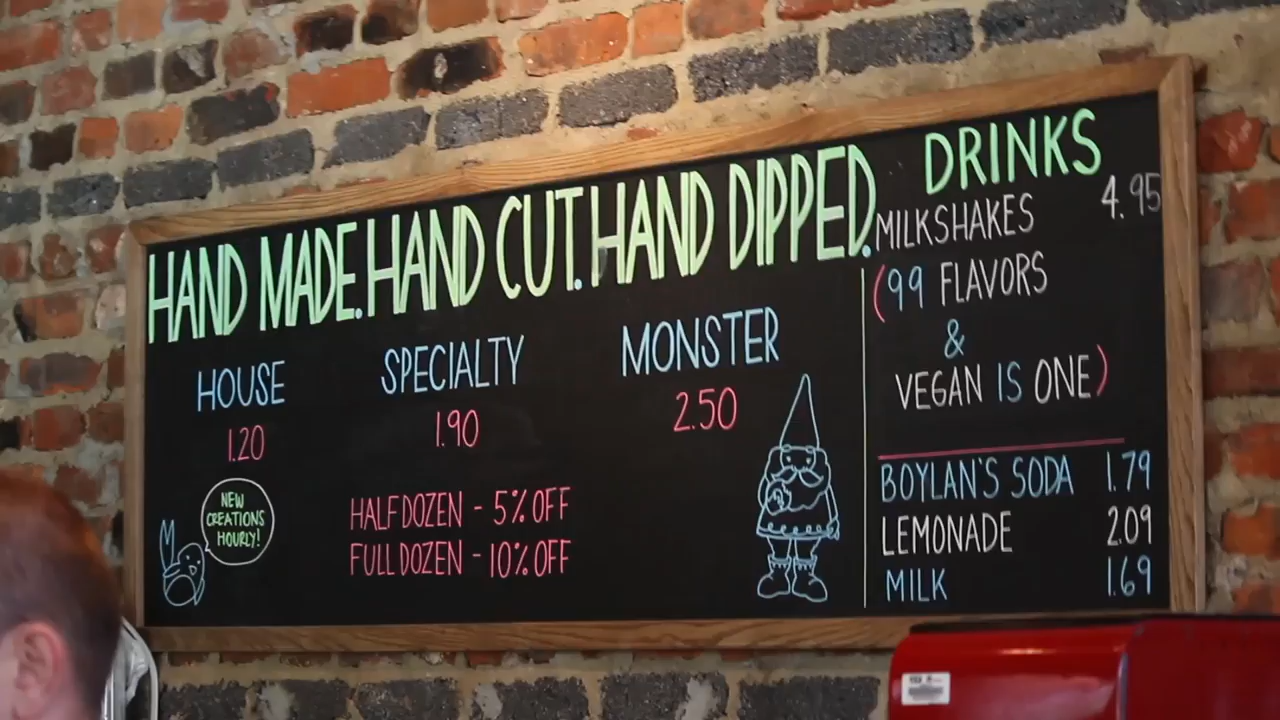 HAND MADE. HAND CUT. HAND DIPPED.
HOUSE
1.20
SPECIALTY
1.90
MONSTER
2.50
NEW
CREATIONS
HOURLY!
HALF DOZEN - 5% OFF
FULL DOZEN - 10% OFF
DRINKS
MILKSHAKES 4.95
(99 FLAVORS
&
VEGAN IS ONE)
BOYLAN'S SODA 1.79
LEMONADE 2.09
MILK 1.69